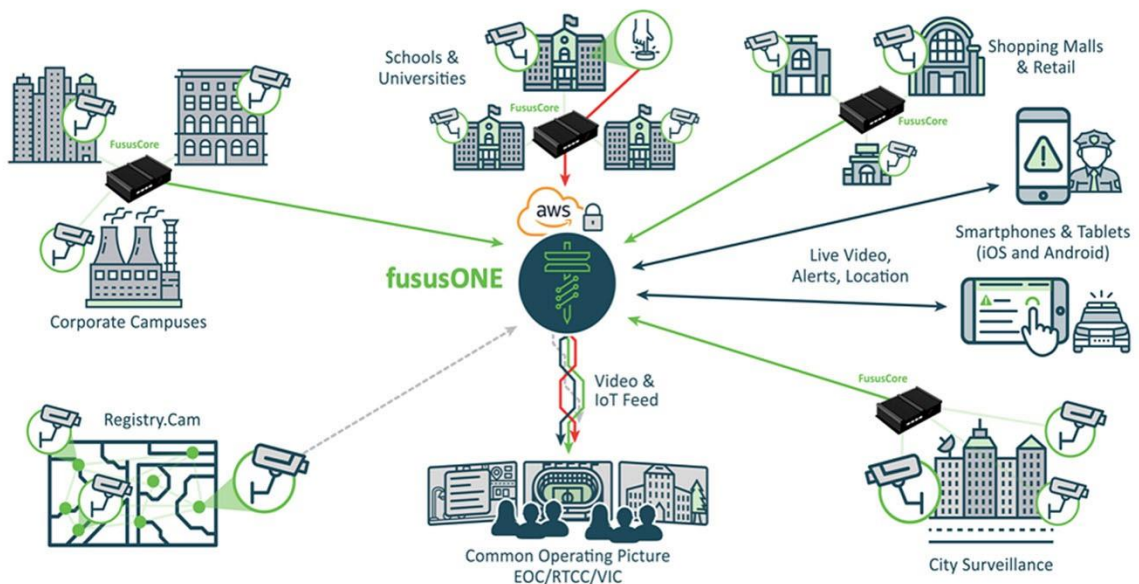 Schools &
Universities
FususCore
Shopping Malls
& Retail
FususCore
FususCore
Corporate Campuses
aws
fususONE
Smartphones & Tablets
(iOS and Android)
Live Video,
Alerts, Location
Registry.Cam
Video &
IoT Feed
FususCore
Common Operating Picture
EOC/RTCC/VIC
City Surveillance